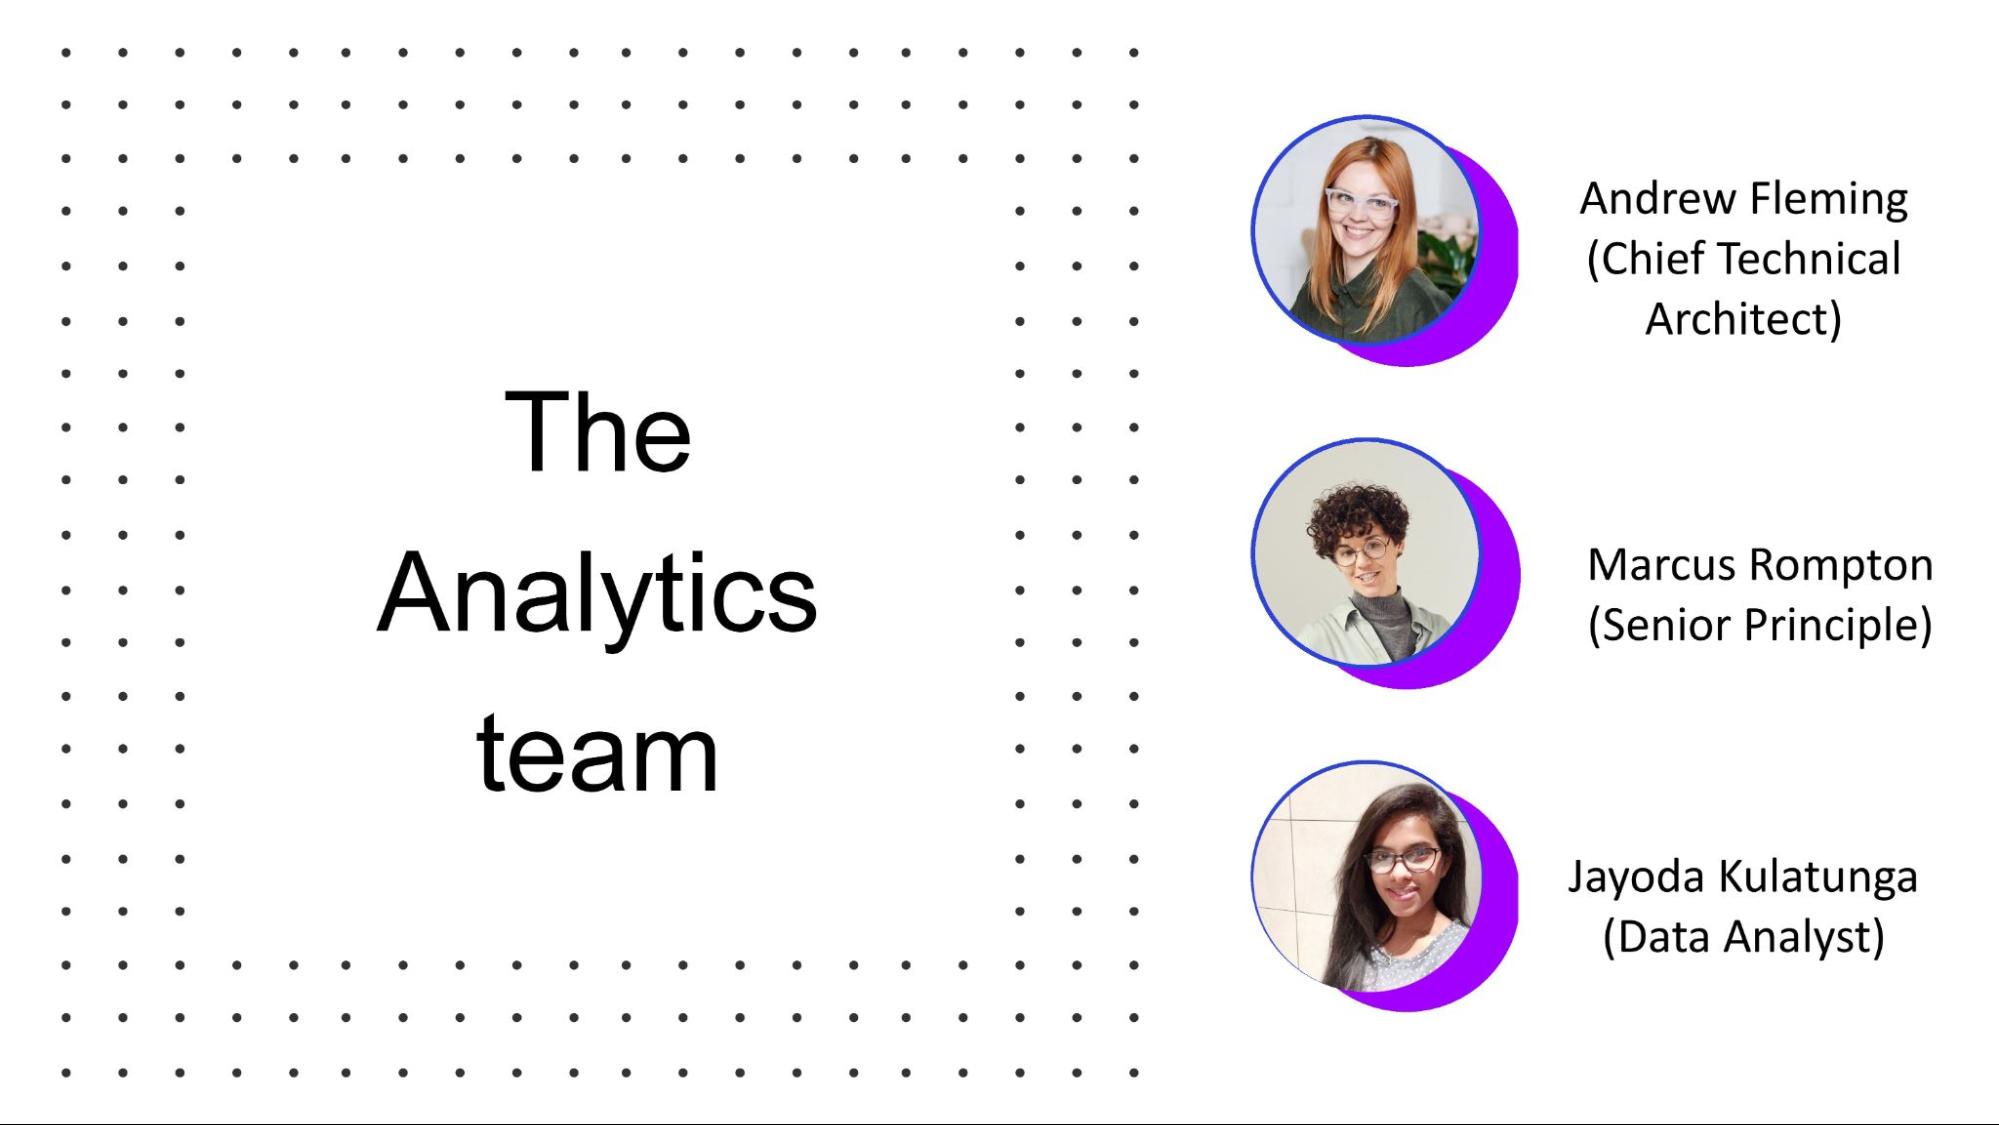 The
Analytics
team
Andrew Fleming
(Chief Technical
Architect)
Marcus Rompton
(Senior Principle)
Jayoda Kulatunga
(Data Analyst)